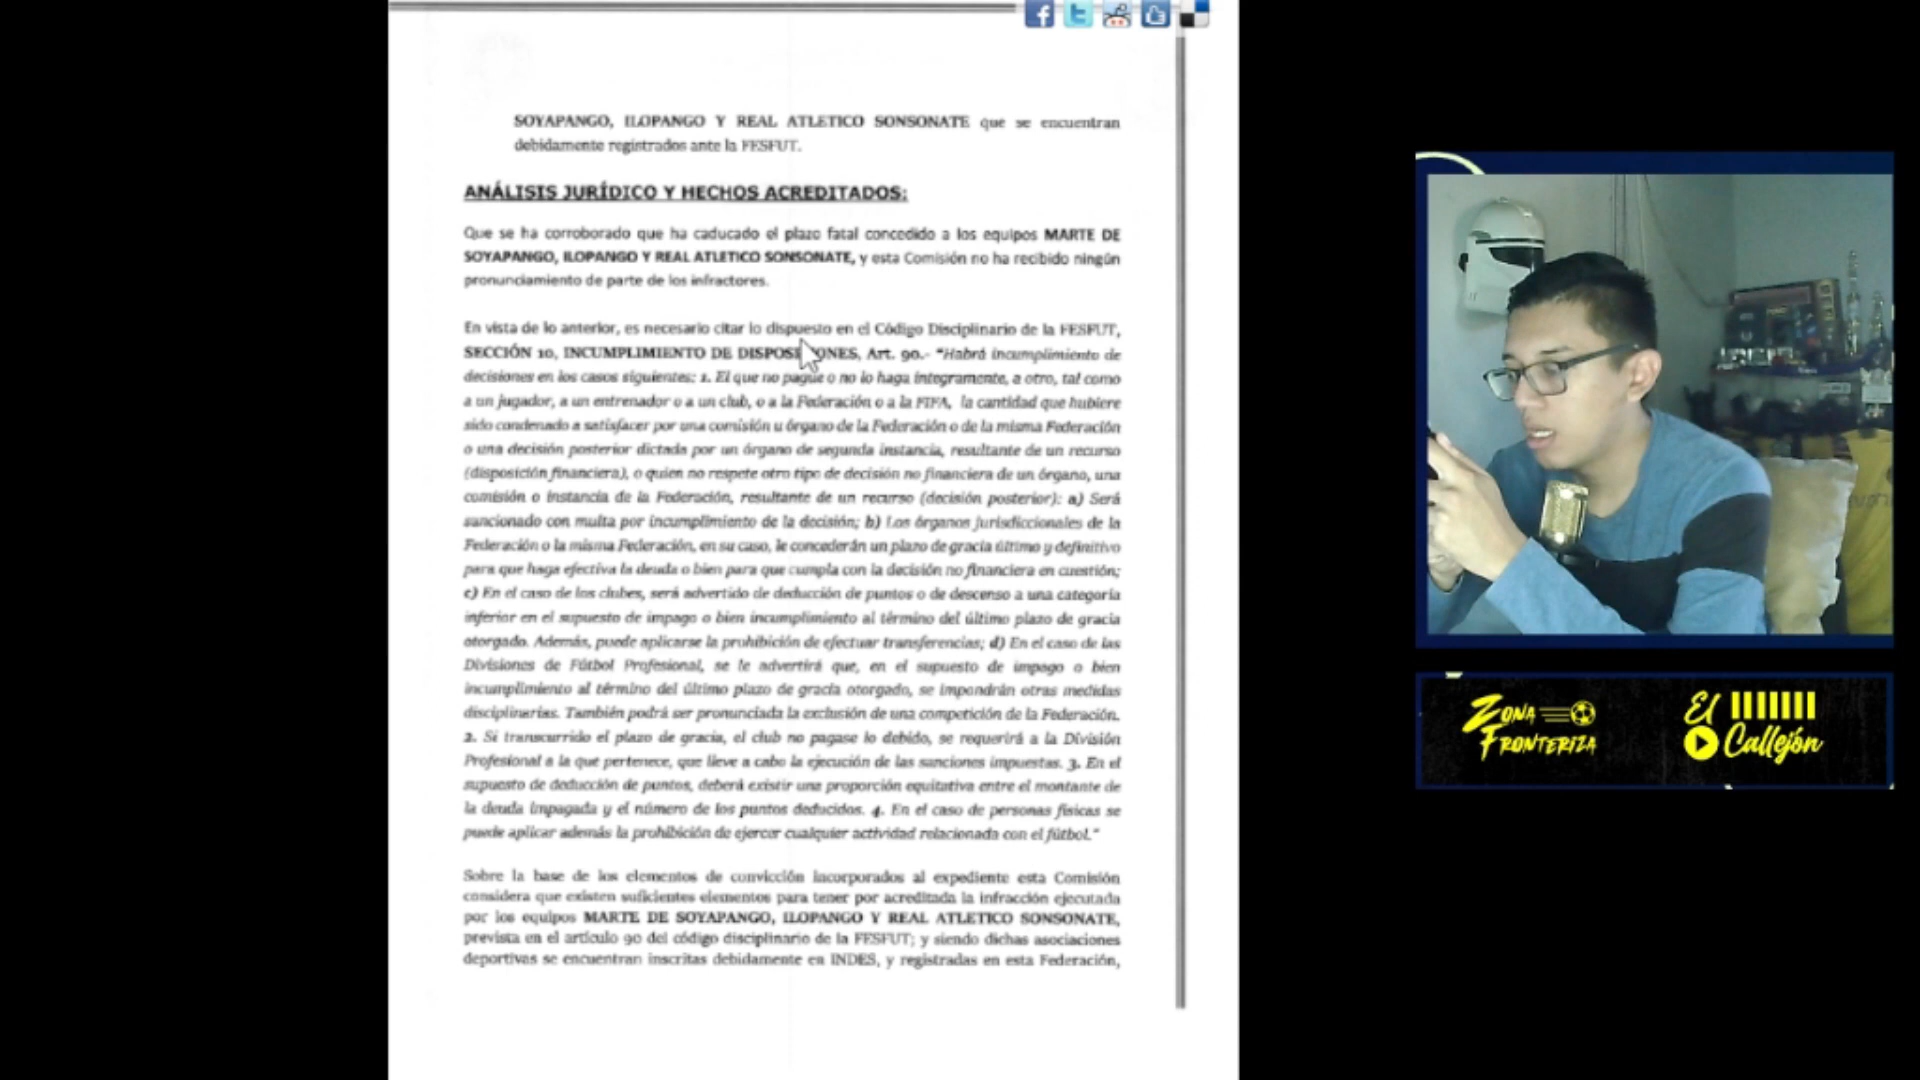 SOYAPANGO, ILOPANGO Y REAL ATLETICO SONSONATE que se encuentran
debidamente registrados ante la FESFUT.
ANÁLISIS JURÍDICO Y HECHOS ACREDITADOS:
Que se ha corroborado que ha caducado el plazo fatal concedido a los equipos MARTE DE
SOYAPANGO, ILOPANGO Y REAL ATLETICO SONSONATE, y esta Comisión no ha recibido ningún
pronunciamiento de parte de los infractores.
En vista de lo anterior, es necesario citar lo dispuesto en el Código Disciplinario de la FESFUT,
SECCIÓN 10, INCUMPLIMIENTO DE DISPOSICIONES, Art. 90.- "Habrá incumplimiento de
decisiones en los casos siguientes: 1. El que no pague o no lo haga íntegramente, a otro, tal como
a un jugador, a un entrenador o a un club, o a la Federación o a la FIFA, la cantidad que hubiere
sido condenado a satisfacer por una comisión u órgano de la Federación o de la misma Federación
o una decisión posterior dictada por un órgano de segunda instancia, resultante de un recurso
(disposición financiera), o quien no respete otro tipo de decisión no financiera de un órgano, una
comisión o instancia de la Federación, resultante de un recurso (decisión posterior): a) Será
sancionado con multa por incumplimiento de la decisión; b) Los órganos jurisdiccionales de la
Federación o la misma Federación, en su caso, le concederán un plazo de gracia último y definitivo
para que haga efectiva la deuda o bien para que cumpla con la decisión no financiera en cuestión;
c) En el caso de los clubes, será advertido de deducción de puntos o de descenso a una categoría
inferior en el supuesto de impago o bien incumplimiento al término del último plazo de gracia
otorgado. Además, puede aplicarse la prohibición de efectuar transferencias; d) En el caso de las
Divisiones de Fútbol Profesional, se le advertirá que, en el supuesto de impago o bien
incumplimiento al término del último plazo de gracia otorgado, se impondrán otras medidas
disciplinarias. También podrá ser pronunciada la exclusión de una competición de la Federación.
2. Si transcurrido el plazo de gracia, el club no pagase lo debido, se requerirá a la División
Profesional a la que pertenece, que lleve a cabo la ejecución de las sanciones impuestas. 3. En el
supuesto de deducción de puntos, deberá existir una proporción equitativa entre el montante de
la deuda impagada y el número de los puntos deducidos. 4. En el caso de personas físicas se
puede aplicar además la prohibición de ejercer cualquier actividad relacionada con el fútbol."
Sobre la base de los elementos de convicción incorporados al expediente esta Comisión
considera que existen suficientes elementos para tener por acreditada la infracción ejecutada
por los equipos MARTE DE SOYAPANGO, ILOPANGO Y REAL ATLETICO SONSONATE,
prevista en el artículo 90 del código disciplinario de la FESFUT; y siendo dichas asociaciones
deportivas se encuentran inscritas debidamente en INDES, y registradas en esta Federación,
ZONA
FRONTERIZA
El
Callejón